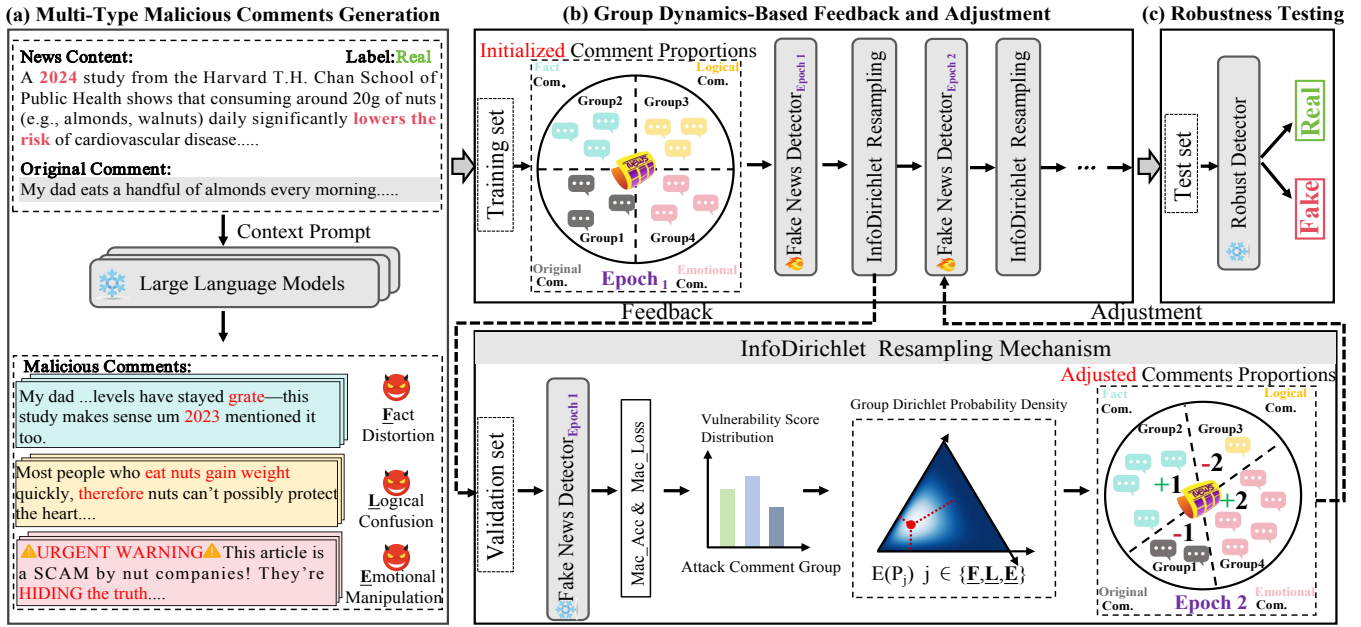 (a) Multi-Type Malicious Comments Generation
News Content: Label:Real
A 2024 study from the Harvard T.H. Chan School of
Public Health shows that consuming around 20g of nuts
(e.g., almonds, walnuts) daily significantly lowers the
risk of cardiovascular disease.....
Original Comment:
My dad eats a handful of almonds every morning.....
Context Prompt
Large Language Models
Malicious Comments:
My dad ...levels have stayed grate—this
study makes sense um 2023 mentioned it
too.
Fact
Distortion
Most people who eat nuts gain weight
quickly, therefore nuts can't possibly protect
the heart....
Logical
Confusion
⚠URGENT WARNING⚠This article is
a SCAM by nut companies! They're
HIDING the truth....
Emotional
Manipulation
(b) Group Dynamics-Based Feedback and Adjustment
Training set
Initialized Comment Proportions
Fact
Com.
Logical
Com.
Group2
Group3
Group1
Group4
Original
Com.
Emotional
Com.
Epoch 1
Fake News Detector Epoch 1
InfoDirichlet Resampling
Fake News Detector Epoch 2
InfoDirichlet Resampling
...
(c) Robustness Testing
Test set
Robust Detector
Real
Fake
Feedback
Adjustment
InfoDirichlet Resampling Mechanism
Validation set
Fake News Detector Epoch 1
Mac_Acc & Mac_Loss
Vulnerability Score
Distribution
Attack Comment Group
Group Dirichlet Probability Density
E(Pj) j ∈ {F,L,E}
Adjusted Comments Proportions
Fact
Com.
Logical
Com.
Group2
Group3
-2
+1
+2
-1
Group1
Group4
Original
Com.
Emotional
Com.
Epoch 2